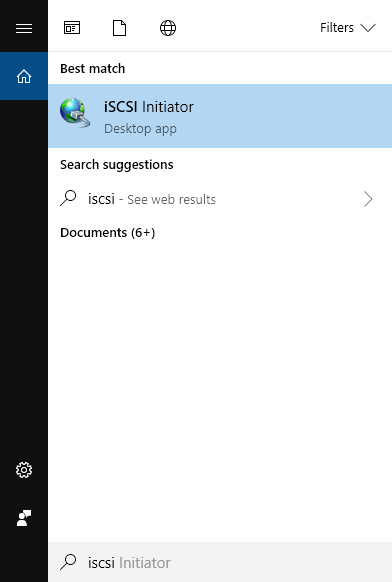 Filters
Best match
iSCSI Initiator
Desktop app
Search suggestions
iscsi - See web results
Documents (6+)
iscsi Initiator